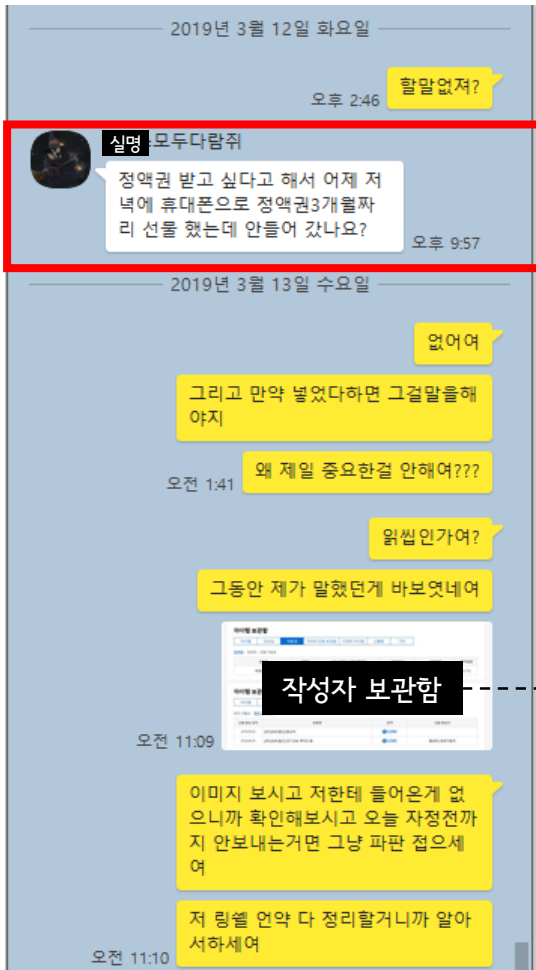 2019년 3월 12일 화요일
할말없져?
오후 2:46
실명 모두다람쥐
정액권 받고 싶다고 해서 어제 저
녁에 휴대폰으로 정액권3개월짜
리 선물 했는데 안들어 갔나요?
오후 9:57
2019년 3월 13일 수요일
없어여
그리고 만약 넣었다하면 그걸말을해
야지
왜 제일 중요한걸 안해여???
오전 1:41
읽씹인가여?
그동안 제가 말했던게 바보엿네여
아이템 보관함
작성자 보관함
오전 11:09
이미지 보시고 저한테 들어온게 없
으니까 확인해보시고 오늘 자정전까
지 안보내는거면 그냥 파판 접으세
여
저 링쉘 언약 다 정리할거니까 알아
서하세여
오전 11:10